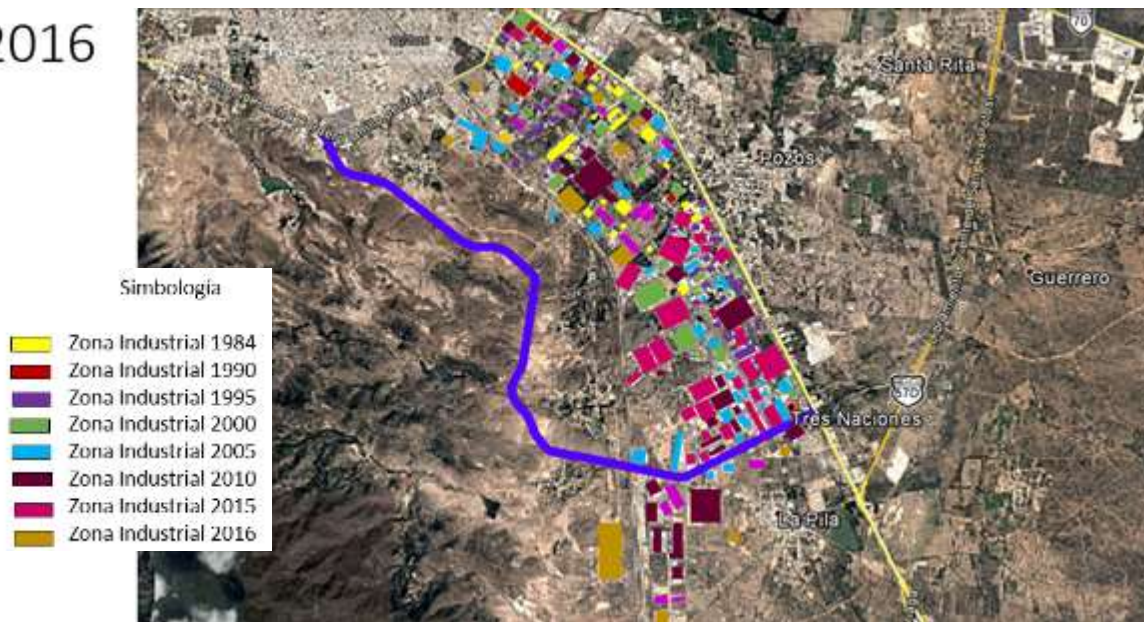 2016
Santa Rita
Pozos
Guerrero
Simbología
Zona Industrial 1984
Zona Industrial 1990
Zona Industrial 1995
Zona Industrial 2000
Zona Industrial 2005
Zona Industrial 2010
Zona Industrial 2015
Zona Industrial 2016
Tres Naciones
La Pila